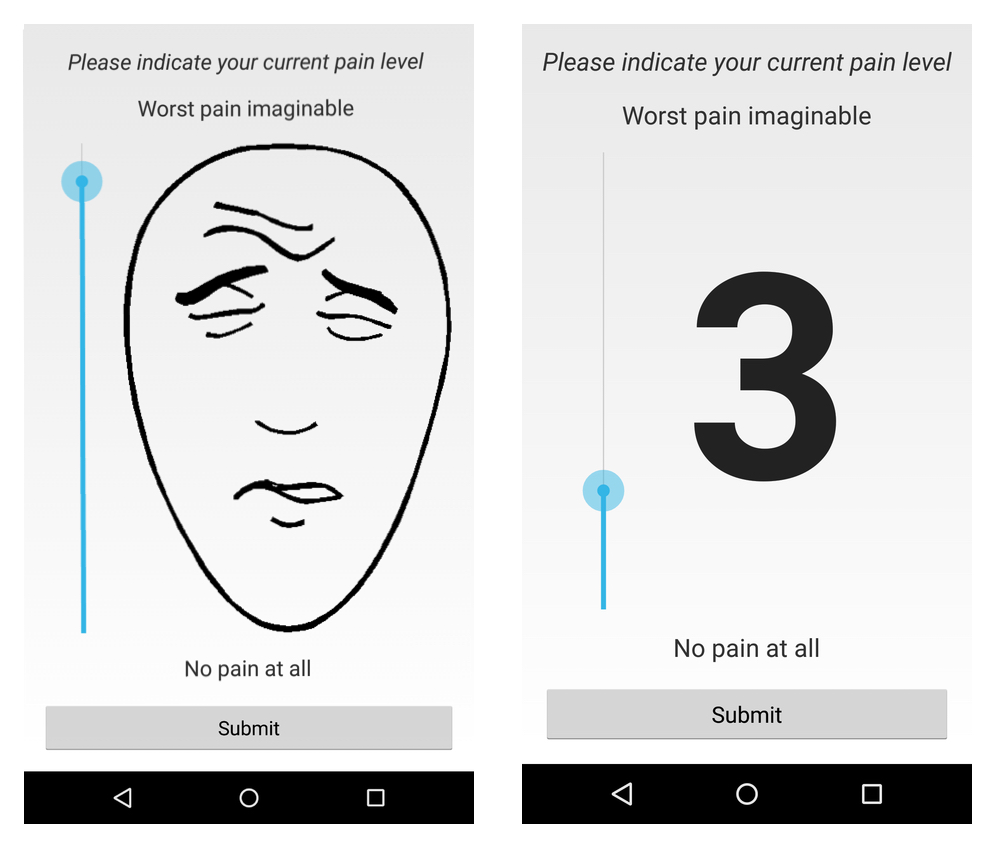 Please indicate your current pain level
Worst pain imaginable
No pain at all
Submit
Please indicate your current pain level
Worst pain imaginable
3
No pain at all
Submit